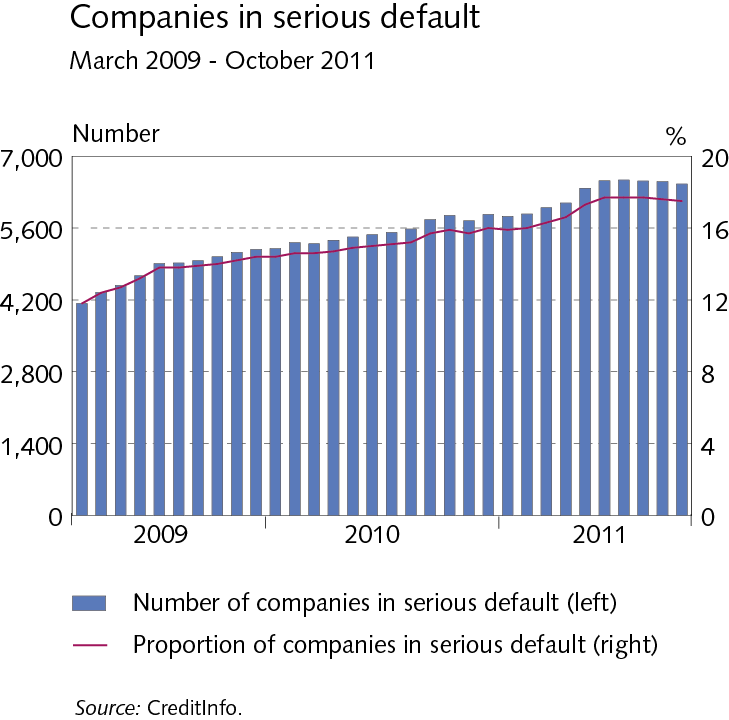 Companies in serious default
March 2009 - October 2011
Number %
7,000 20
5,600 16
4,200 12
2,800 8
1,400 4
0 0
2009 2010 2011
Number of companies in serious default (left)
Proportion of companies in serious default (right)
Source: CreditInfo.